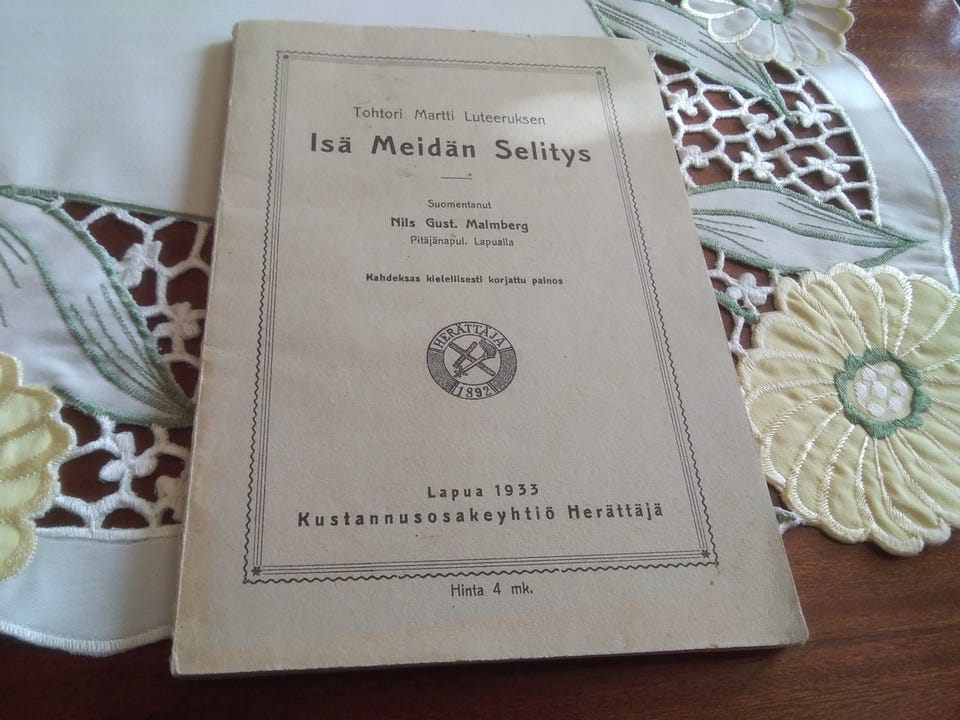 Tohtori Martti Luteeruksen
Isä Meidän Selitys
Suomentanut
Nils Gust. Malmberg
Pitäjänapul. Lapualla
Kahdeksas kielellisesti korjattu painos
HERÄTTÄJÄ
1892
Lapua 1933
Kustannusosakeyhtiö Herättäjä
Hinta 4 mk.